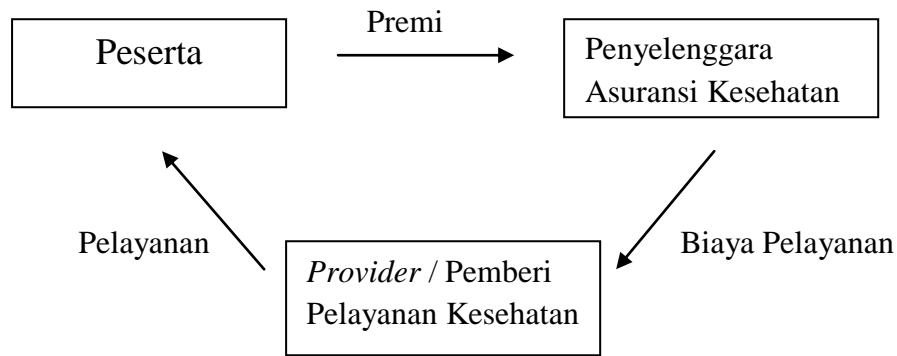 Premi
Peserta
Penyelenggara
Asuransi Kesehatan
Pelayanan
Biaya Pelayanan
Provider / Pemberi
Pelayanan Kesehatan